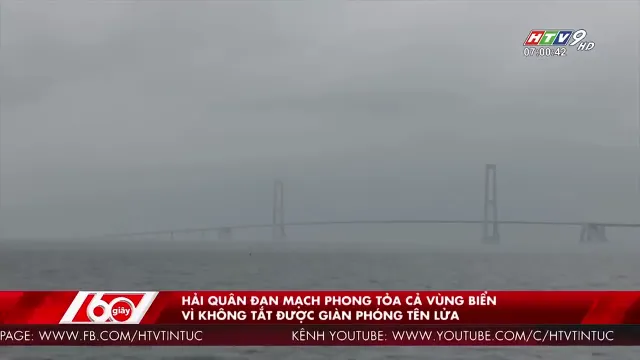 HTV9 HD
07:00:42
60 giây
HẢI QUÂN ĐAN MẠCH PHONG TỎA CẢ VÙNG BIỂN
VÌ KHÔNG TẮT ĐƯỢC GIÀN PHÓNG TÊN LỬA
PAGE: WWW.FB.COM/HTVTINTUC KÊNH YOUTUBE: WWW.YOUTUBE.COM/C/HTVTINTUC